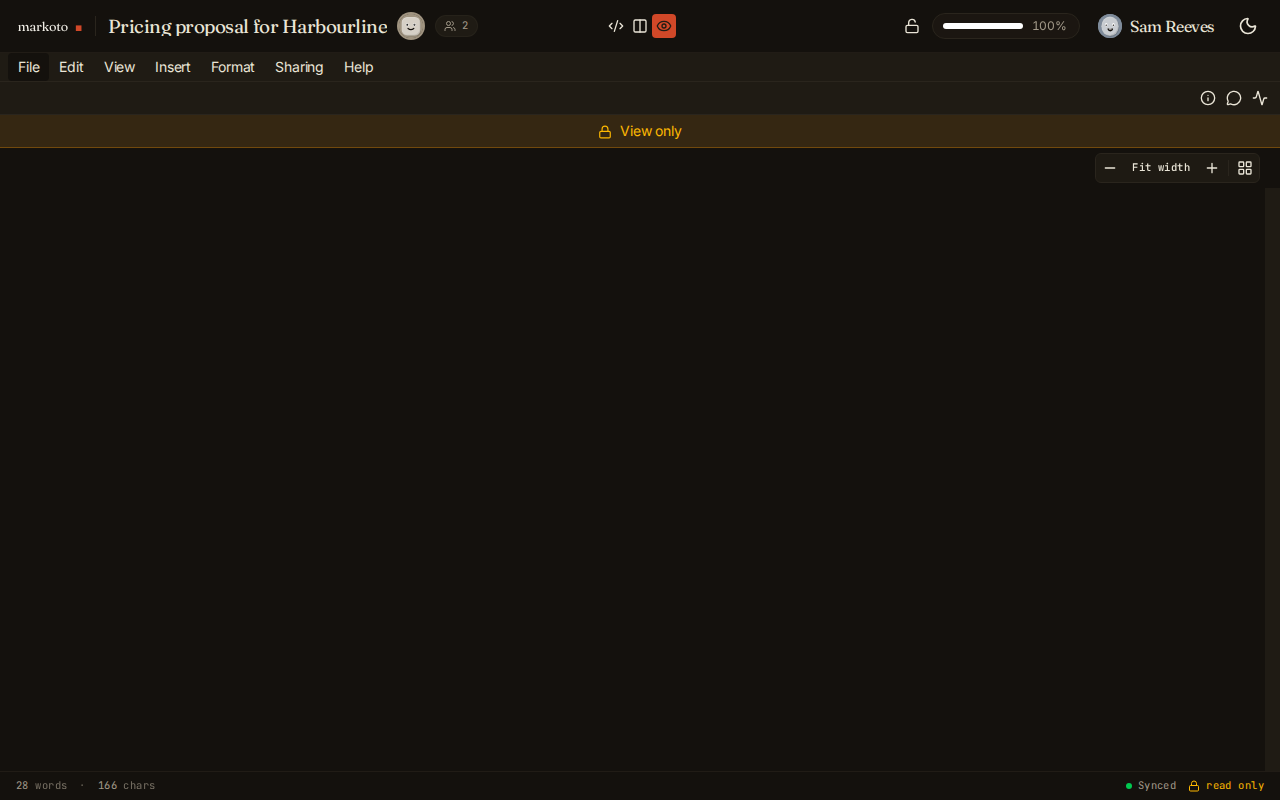 markoto
Pricing proposal for Harbourline
2
100%
Sam Reeves
File Edit View Insert Format Sharing Help
View only
Fit width
28 words · 166 chars
Synced
read only